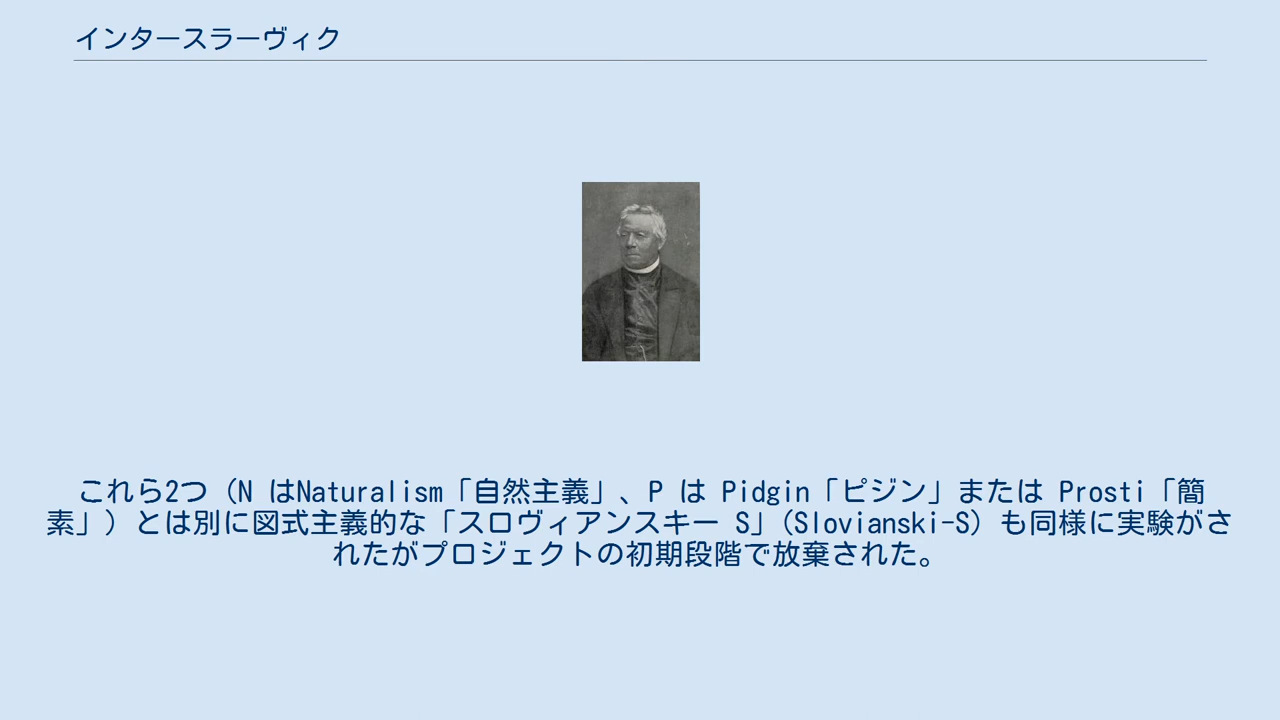 インタースラーヴィク
これら2つ（N はNaturalism「自然主義」、P は Pidgin「ピジン」または Prosti「簡
素」）とは別に図式主義的な「スロヴィアンスキー S」(Slovianski-S) も同様に実験がさ
れたがプロジェクトの初期段階で放棄された。